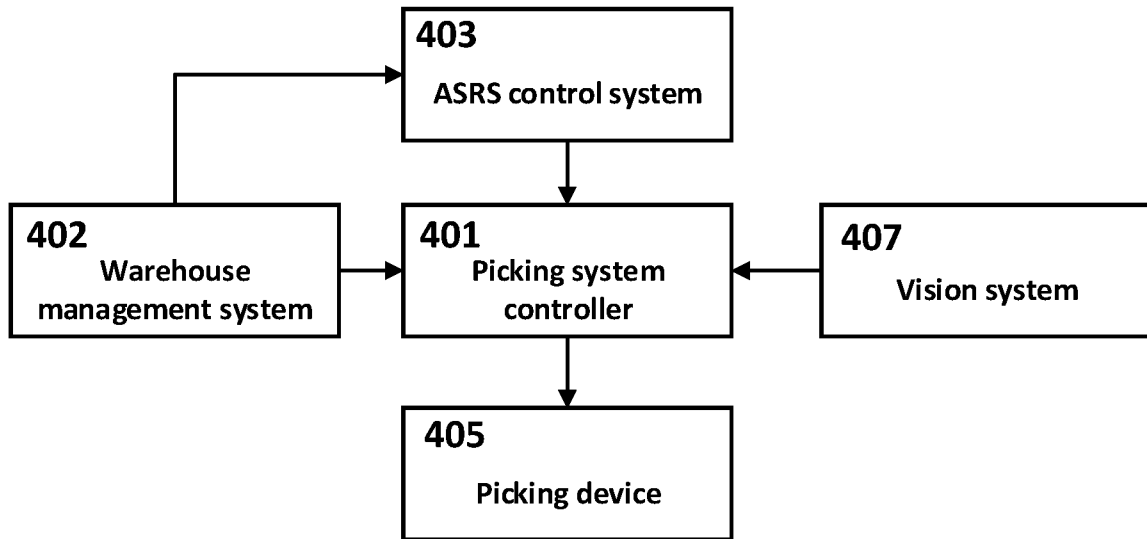 403
ASRS control system
402
Warehouse
management system
401
Picking system
controller
407
Vision system
405
Picking device